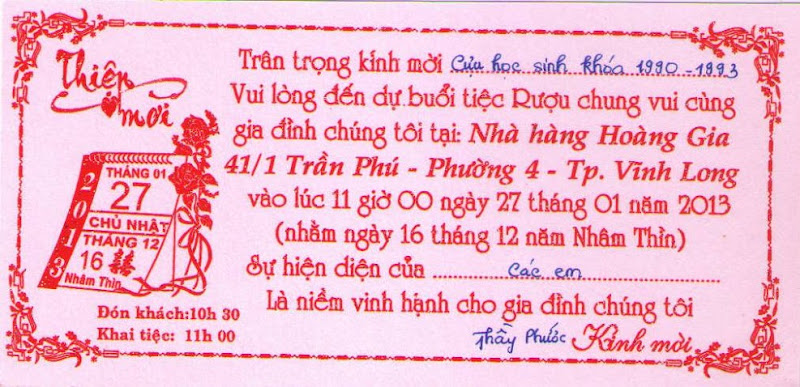 Thiệp
mời
2013
THÁNG 01
27
CHỦ NHẬT
THÁNG 12
16 囍
Nhâm Thìn
Đón khách:10h 30
Khai tiệc: 11h 00
Trân trọng kính mời Cựu học sinh khóa 1990-1993
Vui lòng đến dự buổi tiệc Rượu chung vui cùng
gia đình chúng tôi tại: Nhà hàng Hoàng Gia
41/1 Trần Phú - Phường 4 - Tp. Vĩnh Long
vào lúc 11 giờ 00 ngày 27 tháng 01 năm 2013
(nhằm ngày 16 tháng 12 năm Nhâm Thìn)
Sự hiện diện của Các em
Là niềm vinh hạnh cho gia đình chúng tôi
Thầy Phước Kính mời